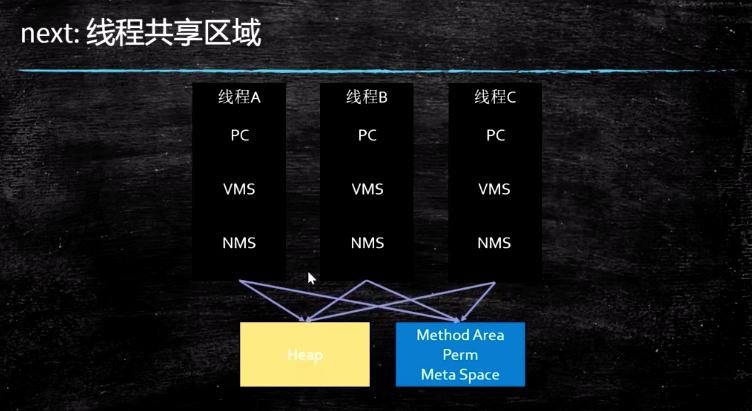 next: 线程共享区域
线程A
线程B
线程C
PC
PC
PC
VMS
VMS
VMS
NMS
NMS
NMS
Heap
Method Area
Perm
Meta Space